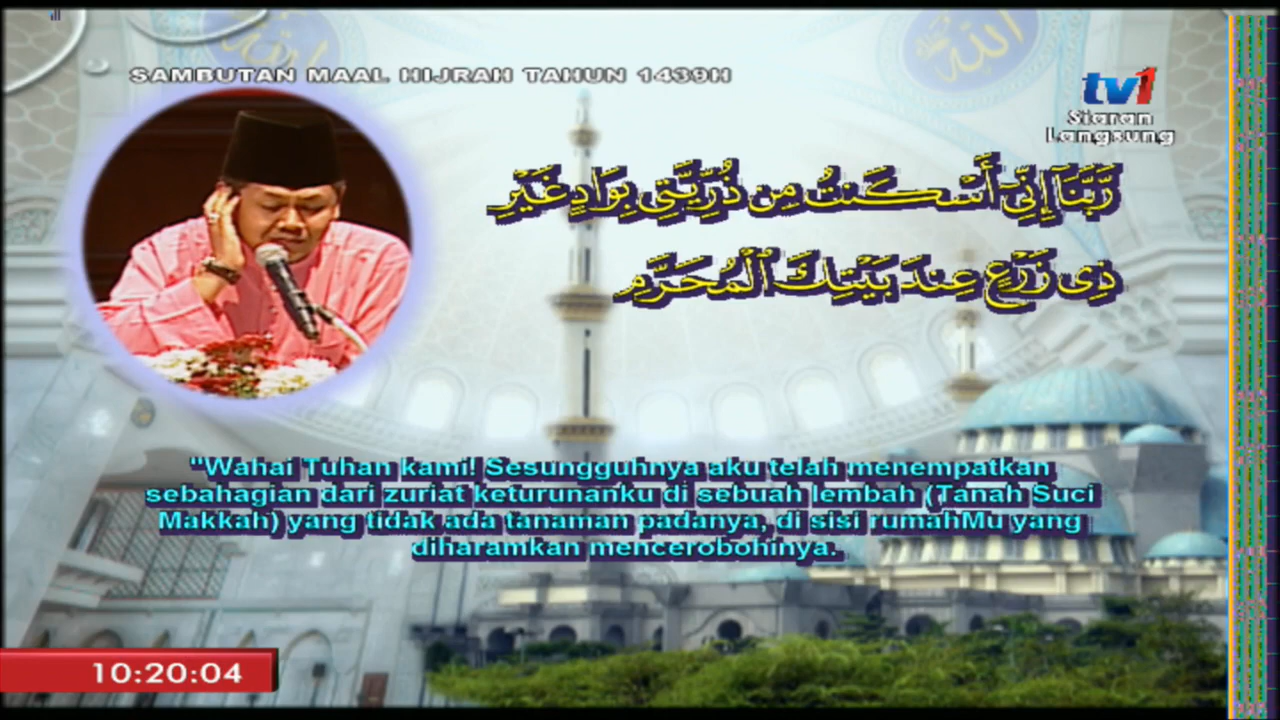 SAMBUTAN MAAL HIJRAH TAHUN 1439H
tv1
Siaran
Langsung
رَّبَّنَآ إِنِّىٓ أَسْكَنتُ مِن ذُرِّيَّتِى بِوَادٍ غَيْرِ
ذِى زَرْعٍ عِندَ بَيْتِكَ ٱلْمُحَرَّمِ
"Wahai Tuhan kami! Sesungguhnya aku telah menempatkan
sebahagian dari zuriat keturunanku di sebuah lembah (Tanah Suci
Makkah) yang tidak ada tanaman padanya, di sisi rumahMu yang
diharamkan mencerobohinya.
10:20:04